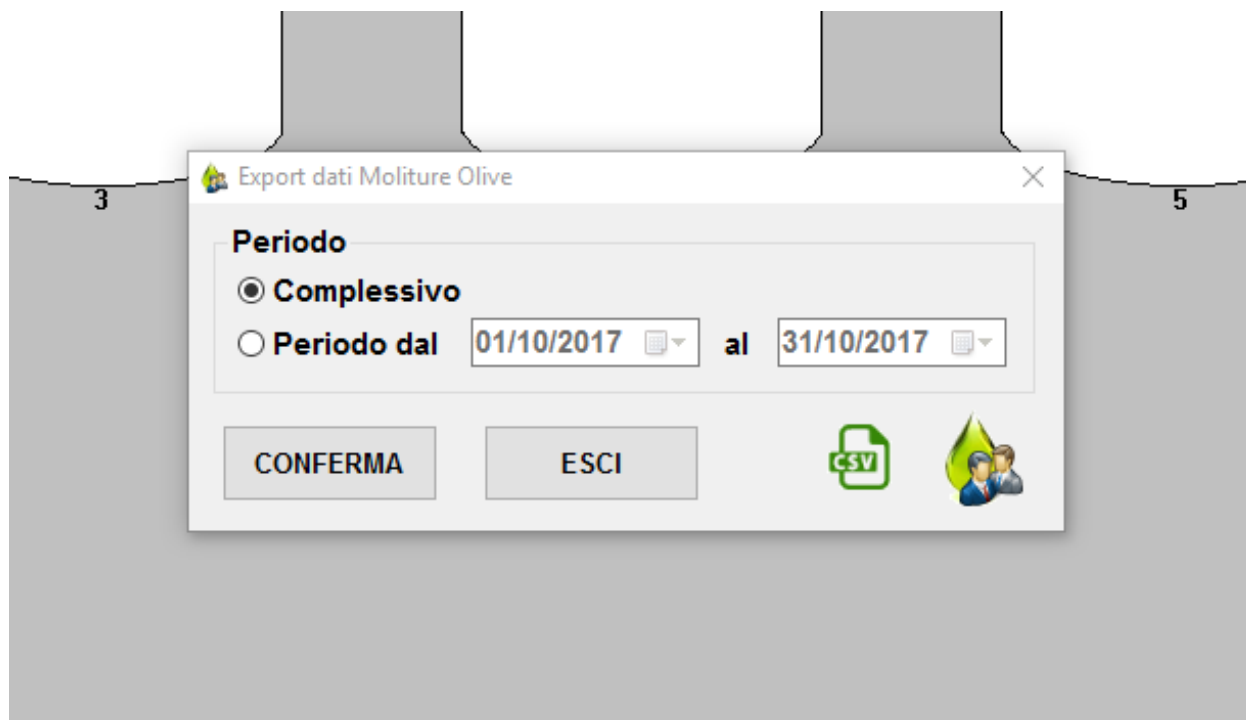 Export dati Moliture Olive
3
5
Periodo
Complessivo
Periodo dal 01/10/2017 al 31/10/2017
CONFERMA ESCI CSV